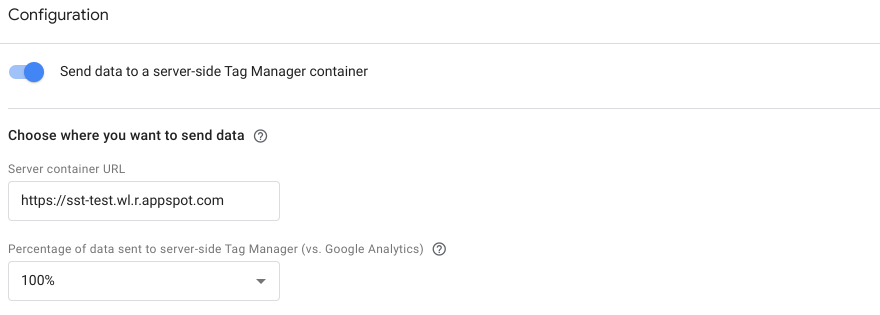 Configuration
Send data to a server-side Tag Manager container
Choose where you want to send data
Server container URL
https://sst-test.wl.r.appspot.com
Percentage of data sent to server-side Tag Manager (vs. Google Analytics)
100%